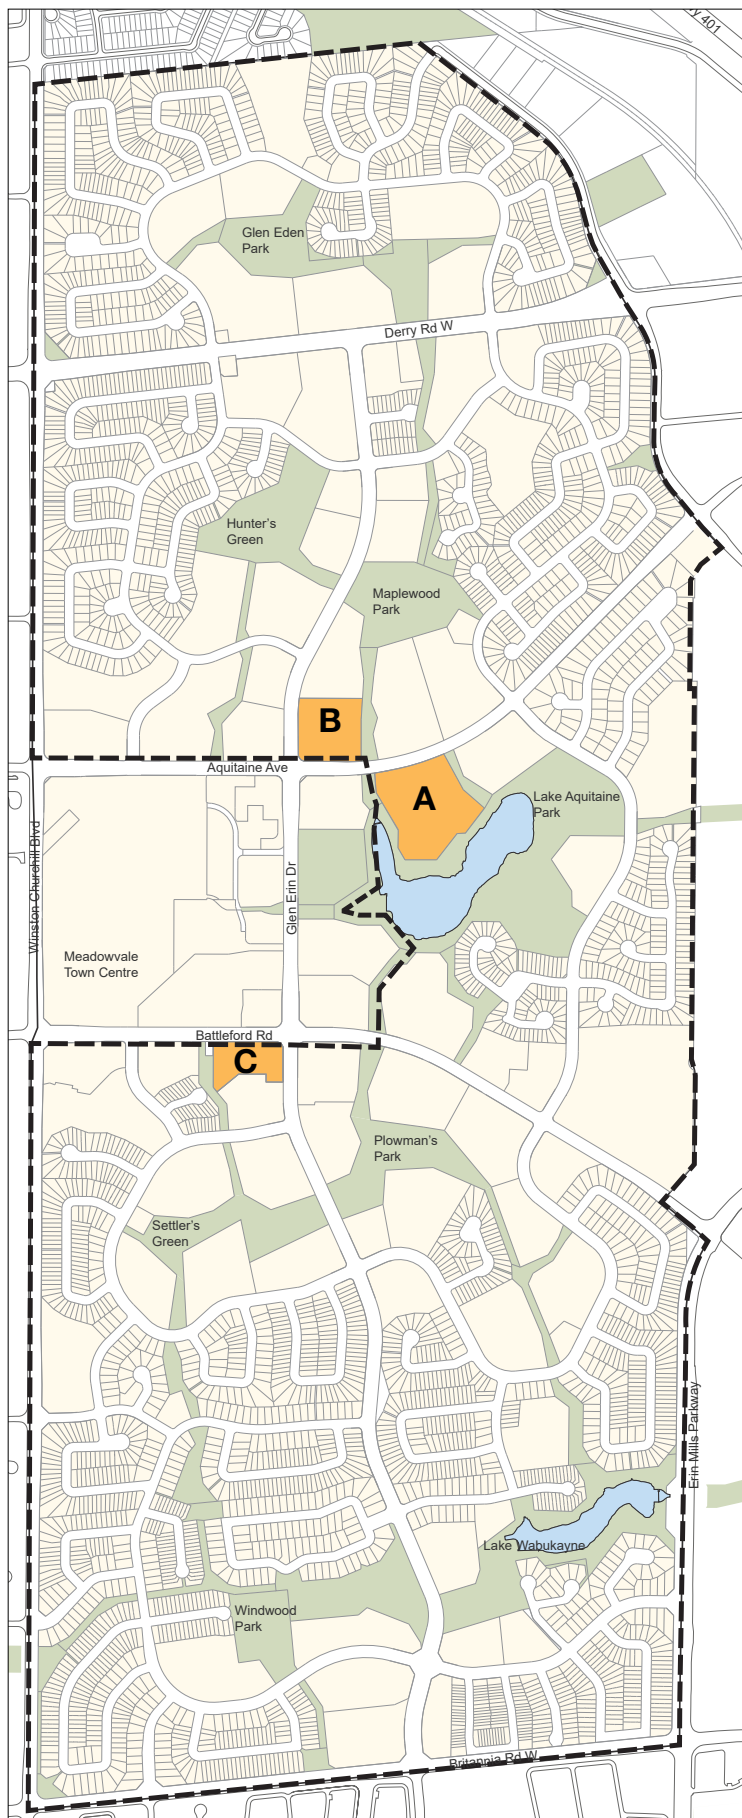 Hwy 401
Glen Eden
Park
Derry Rd W
Hunter's
Green
Maplewood
Park
B
Aquitaine Ave
A
Lake Aquitaine
Park
Winston Churchill Blvd
Glen Erin Dr
Meadowvale
Town Centre
Battleford Rd
C
Plowman's
Park
Settler's
Green
Erin Mills Parkway
Lake Wabukayne
Windwood
Park
Britannia Rd W